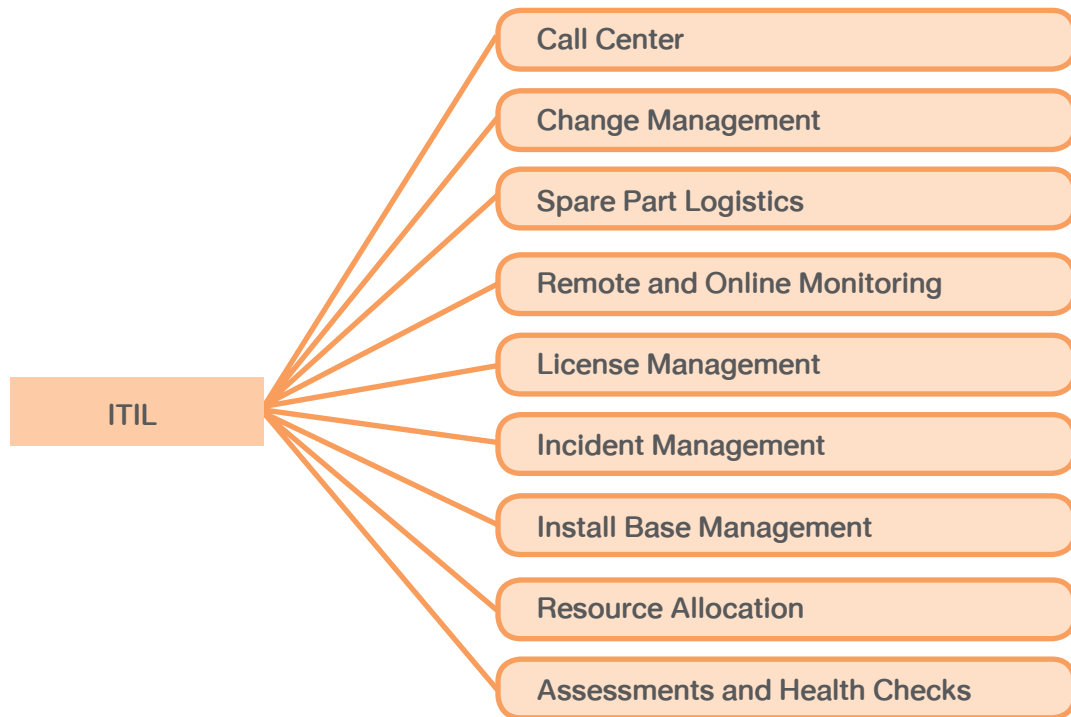 Call Center
Change Management
Spare Part Logistics
Remote and Online Monitoring
License Management
ITIL
Incident Management
Install Base Management
Resource Allocation
Assessments and Health Checks